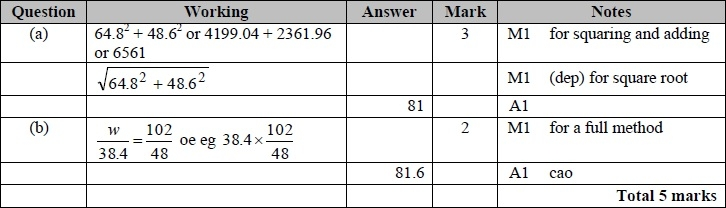 Question Working Answer Mark Notes
(a) 64.8² + 48.6² or 4199.04 + 2361.96 3 M1 for squaring and adding
or 6561
√(64.8² + 48.6²) M1 (dep) for square root
81 A1
(b) w/38.4 = 102/48 oe eg 38.4 × 102/48 2 M1 for a full method
81.6 A1 cao
Total 5 marks